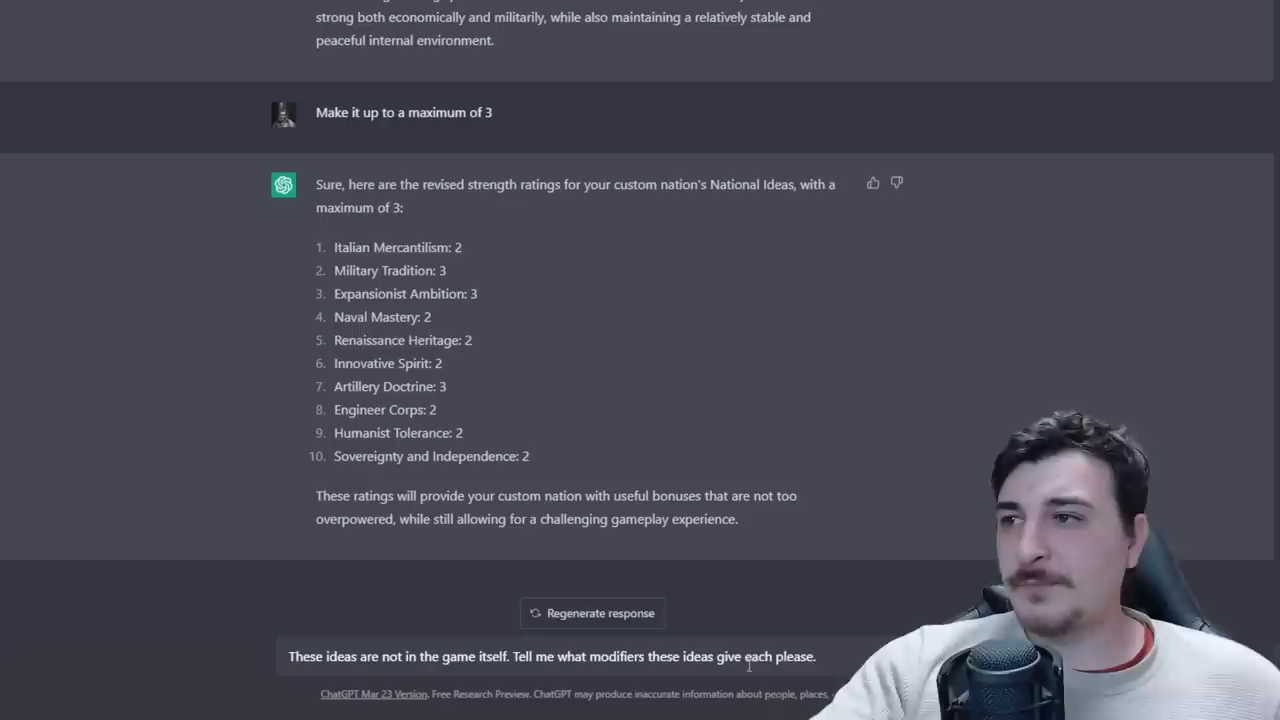 strong both economically and militarily, while also maintaining a relatively stable and
peaceful internal environment.
Make it up to a maximum of 3
Sure, here are the revised strength ratings for your custom nation's National Ideas, with a
maximum of 3:
1. Italian Mercantilism: 2
2. Military Tradition: 3
3. Expansionist Ambition: 3
4. Naval Mastery: 2
5. Renaissance Heritage: 2
6. Innovative Spirit: 2
7. Artillery Doctrine: 3
8. Engineer Corps: 2
9. Humanist Tolerance: 2
10. Sovereignty and Independence: 2
These ratings will provide your custom nation with useful bonuses that are not too
overpowered, while still allowing for a challenging gameplay experience.
Regenerate response
These ideas are not in the game itself. Tell me what modifiers these ideas give each please.
ChatGPT Mar 23 Version. Free Research Preview. ChatGPT may produce inaccurate information about people, places,